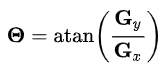 Θ = atan(G_y / G_x)